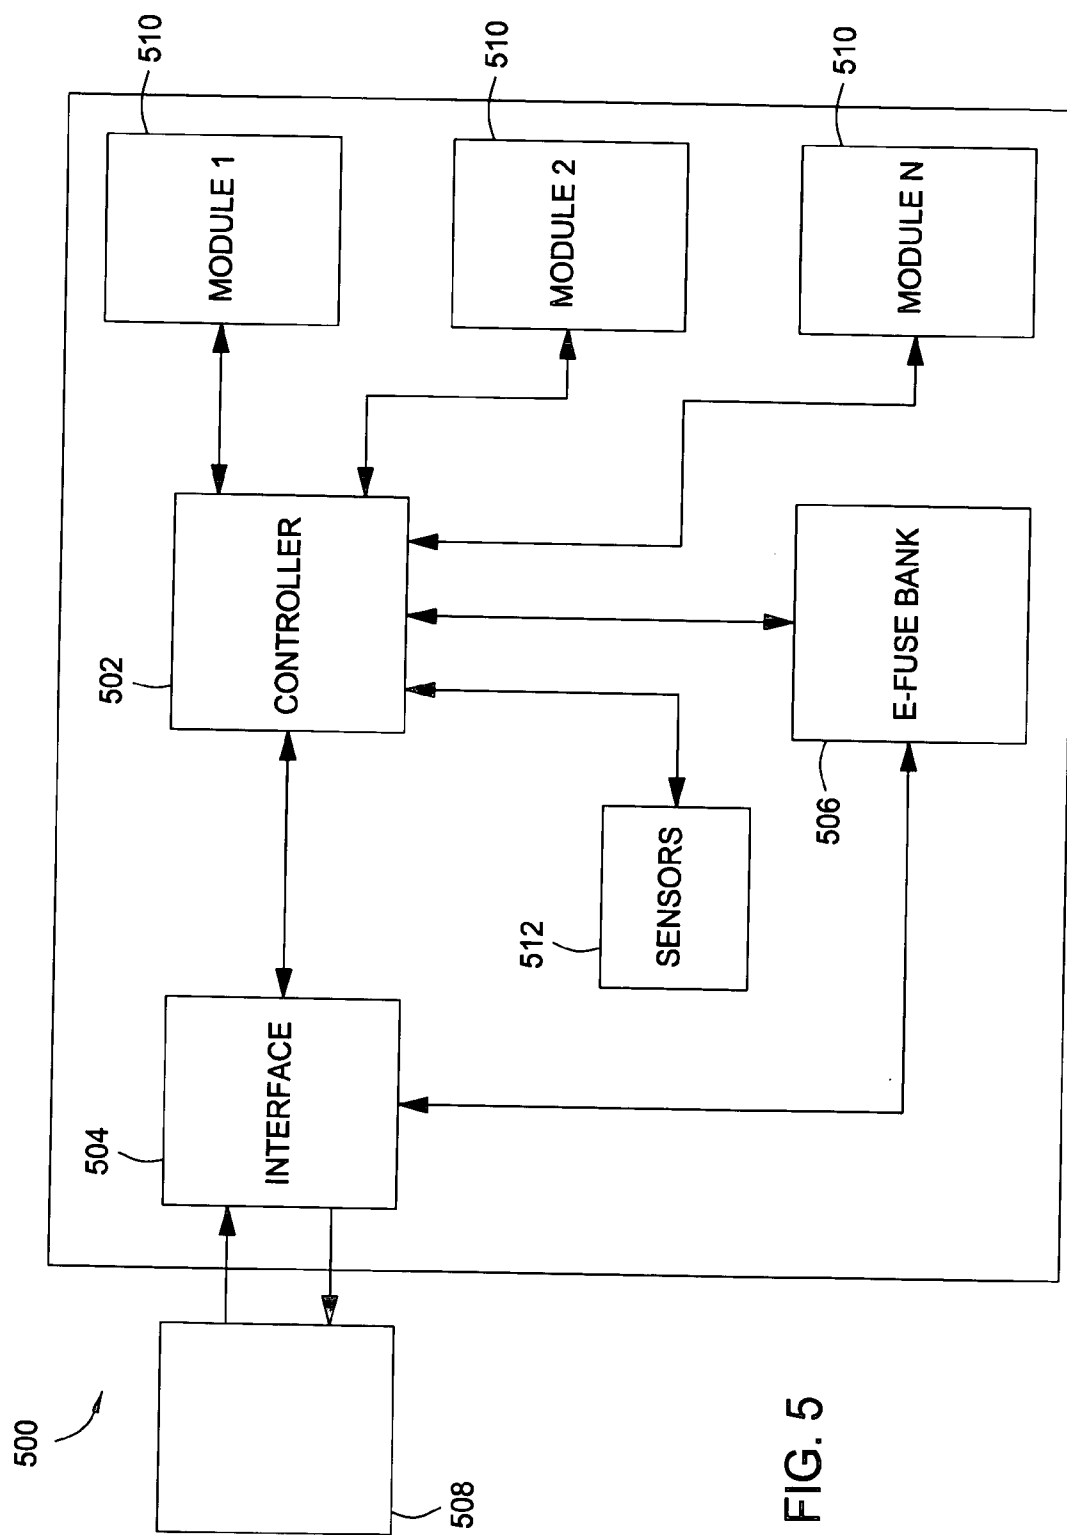 500
508
504
INTERFACE
502
CONTROLLER
MODULE 1
510
MODULE 2
510
MODULE N
510
512
SENSORS
506
E-FUSE BANK
FIG. 5